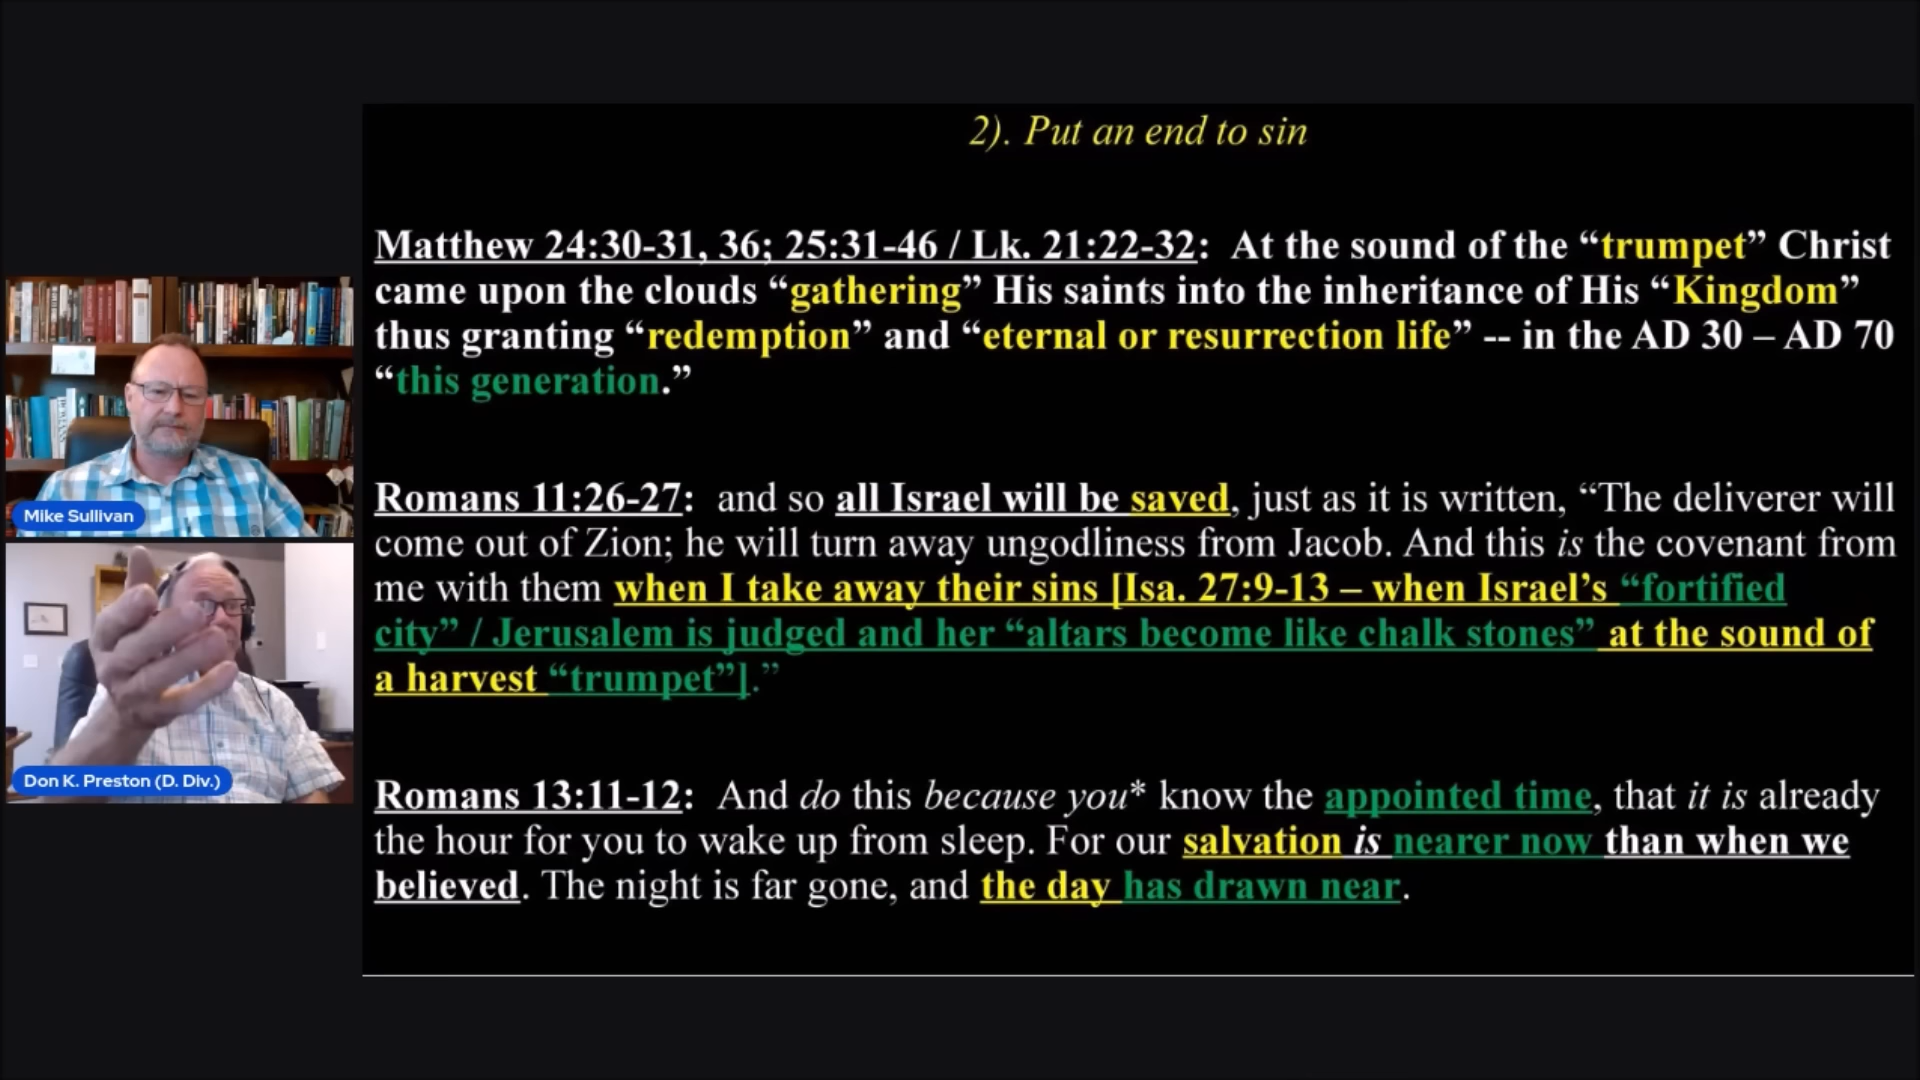 2). Put an end to sin
Matthew 24:30-31, 36; 25:31-46 / Lk. 21:22-32: At the sound of the “trumpet” Christ
came upon the clouds “gathering” His saints into the inheritance of His “Kingdom”
thus granting “redemption” and “eternal or resurrection life” -- in the AD 30 – AD 70
“this generation.”
Romans 11:26-27: and so all Israel will be saved, just as it is written, “The deliverer will
come out of Zion; he will turn away ungodliness from Jacob. And this is the covenant from
me with them when I take away their sins [Isa. 27:9-13 – when Israel’s “fortified
city” / Jerusalem is judged and her “altars become like chalk stones” at the sound of
a harvest “trumpet”].”
Romans 13:11-12: And do this because you* know the appointed time, that it is already
the hour for you to wake up from sleep. For our salvation is nearer now than when we
believed. The night is far gone, and the day has drawn near.
Mike Sullivan
Don K. Preston (D. Div.)